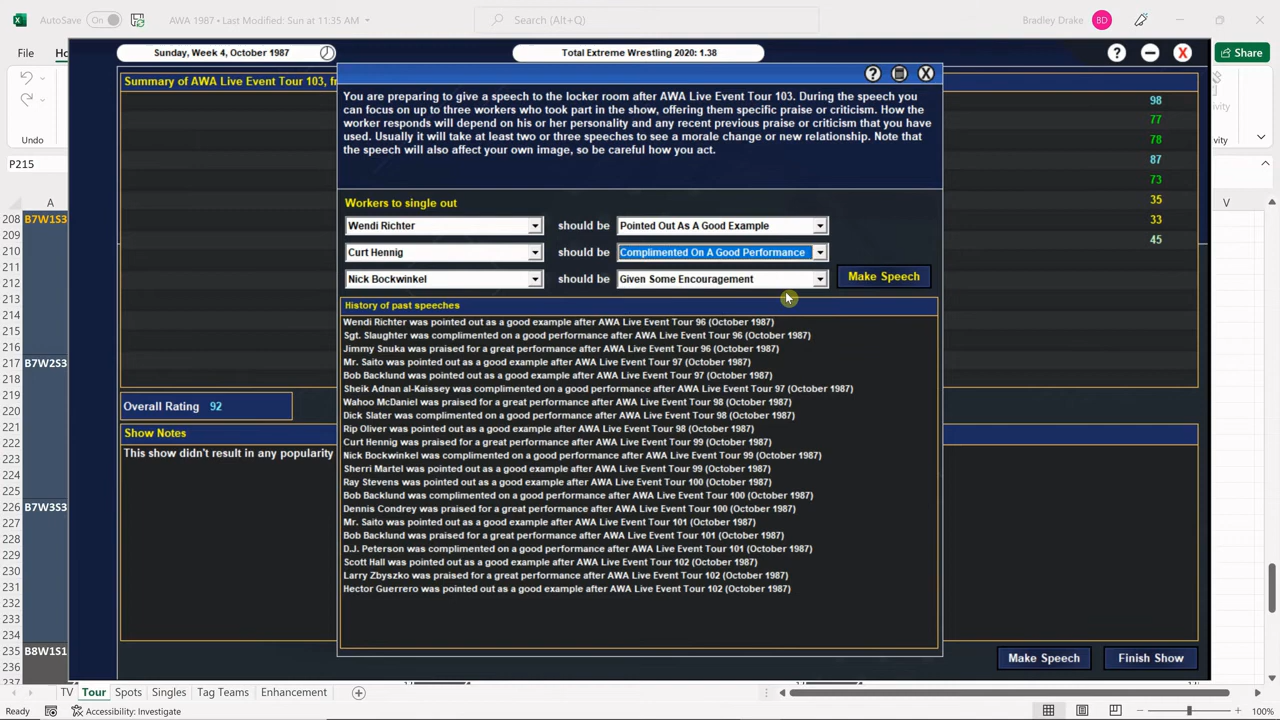 AutoSave
Off
AWA 1987 • Last Modified: Sun at 11:35 AM
Search (Alt+Q)
Bradley Drake
BD
File
Sunday, Week 4, October 1987
Total Extreme Wrestling 2020: 1.38
?
X
Share
Summary of AWA Live Event Tour 103, fr
98
77
78
87
73
35
33
45
You are preparing to give a speech to the locker room after AWA Live Event Tour 103. During the speech you
can focus on up to three workers who took part in the show, offering them specific praise or criticism. How the
worker responds will depend on his or her personality and any recent previous praise or criticism that you have
used. Usually it will take at least two or three speeches to see a morale change or new relationship. Note that
the speech will also affect your own image, so be careful how you act.
Undo
P215
A
V
Workers to single out
Wendi Richter should be Pointed Out As A Good Example
Curt Hennig should be Complimented On A Good Performance
Nick Bockwinkel should be Given Some Encouragement
Make Speech
History of past speeches
Wendi Richter was pointed out as a good example after AWA Live Event Tour 96 (October 1987)
Sgt. Slaughter was complimented on a good performance after AWA Live Event Tour 96 (October 1987)
Jimmy Snuka was praised for a great performance after AWA Live Event Tour 96 (October 1987)
Mr. Saito was pointed out as a good example after AWA Live Event Tour 97 (October 1987)
Bob Backlund was pointed out as a good example after AWA Live Event Tour 97 (October 1987)
Sheik Adnan al-Kaissey was complimented on a good performance after AWA Live Event Tour 97 (October 1987)
Wahoo McDaniel was praised for a great performance after AWA Live Event Tour 98 (October 1987)
Dick Slater was complimented on a good performance after AWA Live Event Tour 98 (October 1987)
Rip Oliver was pointed out as a good example after AWA Live Event Tour 98 (October 1987)
Curt Hennig was praised for a great performance after AWA Live Event Tour 99 (October 1987)
Nick Bockwinkel was complimented on a good performance after AWA Live Event Tour 99 (October 1987)
Sherri Martel was pointed out as a good example after AWA Live Event Tour 99 (October 1987)
Ray Stevens was pointed out as a good example after AWA Live Event Tour 100 (October 1987)
Bob Backlund was complimented on a good performance after AWA Live Event Tour 100 (October 1987)
Dennis Condrey was praised for a great performance after AWA Live Event Tour 100 (October 1987)
Mr. Saito was pointed out as a good example after AWA Live Event Tour 101 (October 1987)
Bob Backlund was praised for a great performance after AWA Live Event Tour 101 (October 1987)
D.J. Peterson was complimented on a good performance after AWA Live Event Tour 101 (October 1987)
Scott Hall was pointed out as a good example after AWA Live Event Tour 102 (October 1987)
Larry Zbyszko was praised for a great performance after AWA Live Event Tour 102 (October 1987)
Hector Guerrero was pointed out as a good example after AWA Live Event Tour 102 (October 1987)
Overall Rating 92
Show Notes
This show didn't result in any popularity
Make Speech
Finish Show
208 B7W1S3
B7W2S3
B7W3S3
232
233
234
235 B8W1S1
236
TV Tour Spots Singles Tag Teams Enhancement
Ready
Accessibility: Investigate
100%